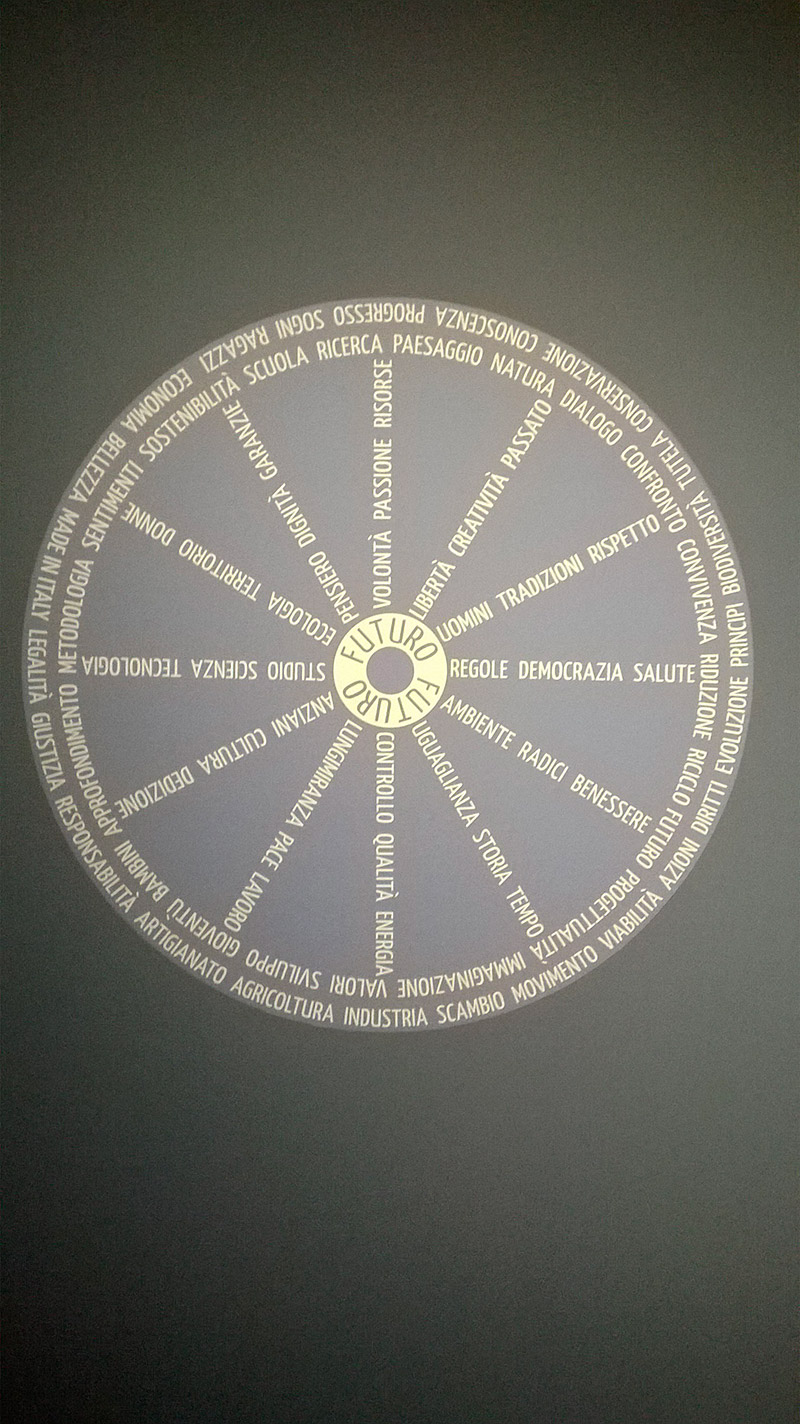 MADE IN ITALY LEGALITÀ GIUSTIZIA RESPONSABILITÀ ARTIGIANATO AGRICOLTURA INDUSTRIA SCAMBIO MOVIMENTO VIABILITÀ AZIONI DIRITTI EVOLUZIONE PRINCIPI BIODIVERSITÀ TUTELA CONSERVAZIONE CONOSCENZA PROGRESSO SOGNI RAGAZZI ECONOMIA BELLEZZA
METODOLOGIA SENTIMENTI SOSTENIBILITÀ SCUOLA RICERCA PAESAGGIO NATURA DIALOGO CONFRONTO CONVIVENZA RIDUZIONE RICICLO FUTURO PROGETTUALITÀ IMMAGINAZIONE VALORI SVILUPPO GIOVENTÙ BAMBINI APPROFONDIMENTO
VOLONTÀ PASSIONE RISORSE
LIBERTÀ CREATIVITÀ PASSATO
UOMINI TRADIZIONI RISPETTO
REGOLE DEMOCRAZIA SALUTE
AMBIENTE RADICI BENESSERE
UGUAGLIANZA STORIA TEMPO
CONTROLLO QUALITÀ ENERGIA
LUNGIMIRANZA PACE LAVORO
ANZIANI CULTURA DEDIZIONE
STUDIO SCIENZA TECNOLOGIA
ECOLOGIA TERRITORIO DONNE
PENSIERO DIGNITÀ GARANZIE
FUTURO FUTURO FUTURO